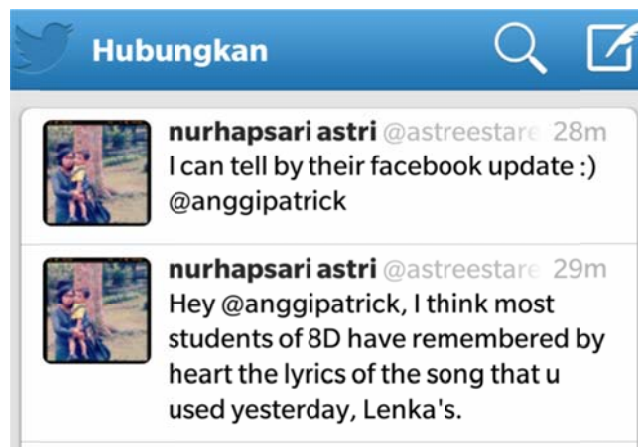 Hubungkan
nurhapsari astri @astreestare 28m
I can tell by their facebook update :)
@anggipatrick
nurhapsari astri @astreestare 29m
Hey @anggipatrick, I think most
students of 8D have remembered by
heart the lyrics of the song that u
used yesterday, Lenka's.